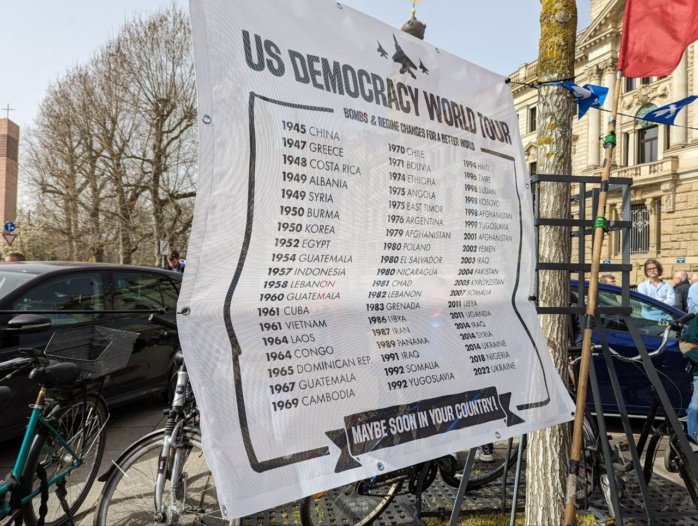 US DEMOCRACY WORLD TOUR
BOMBS & REGIME CHANGES FOR A BETTER WORLD
1945 CHINA
1947 GREECE
1948 COSTA RICA
1949 ALBANIA
1949 SYRIA
1950 BURMA
1950 KOREA
1952 EGYPT
1954 GUATEMALA
1957 INDONESIA
1958 LEBANON
1960 GUATEMALA
1961 CUBA
1961 VIETNAM
1964 LAOS
1964 CONGO
1965 DOMINICAN REP.
1967 GUATEMALA
1969 CAMBODIA
1970 CHILE
1971 BOLIVIA
1974 ETHIOPIA
1975 ANGOLA
1975 EAST TIMOR
1976 ARGENTINA
1979 AFGHANISTAN
1980 POLAND
1980 EL SALVADOR
1980 NICARAGUA
1981 CHAD
1982 LEBANON
1983 GRENADA
1986 LIBYA
1987 IRAN
1989 PANAMA
1991 IRAQ
1992 SOMALIA
1992 YUGOSLAVIA
1994 HAITI
1996 ZAIRE
1998 SUDAN
1998 KOSOVO
1998 AFGHANISTAN
1999 YUGOSLAVIA
2001 AFGHANISTAN
2002 YEMEN
2003 IRAQ
2004 PAKISTAN
2005 KYRGYZSTAN
2007 SOMALIA
2011 LIBYA
2011 UGANDA
2014 IRAQ
2014 SYRIA
2014 UKRAINE
2018 NIGERIA
2022 UKRAINE
MAYBE SOON IN YOUR COUNTRY!